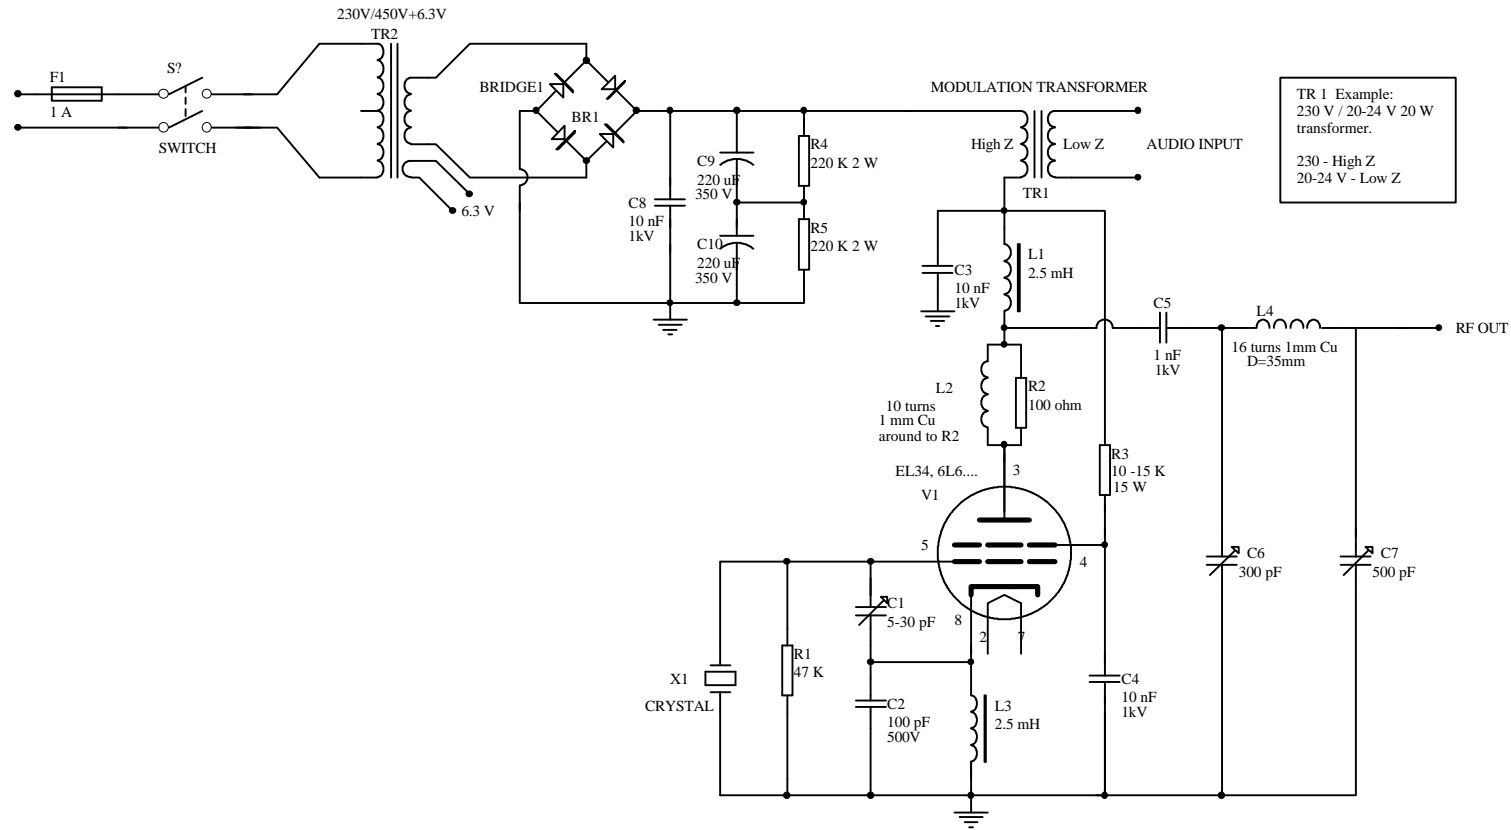 230V/450V+6.3V
TR2
F1
1 A
S?
SWITCH
6.3 V
BRIDGE1
BR1
C8
10 nF
1kV
C9
220 uF
350 V
C10
220 uF
350 V
R4
220 K 2 W
R5
220 K 2 W
MODULATION TRANSFORMER
High Z
Low Z
TR1
AUDIO INPUT
TR 1 Example:
230 V / 20-24 V 20 W
transformer.
230 - High Z
20-24 V - Low Z
C3
10 nF
1kV
L1
2.5 mH
C5
1 nF
1kV
L4
16 turns 1mm Cu
D=35mm
RF OUT
L2
10 turns
1 mm Cu
around to R2
R2
100 ohm
R3
10 -15 K
15 W
EL34, 6L6....
V1
3
5
4
8
2
7
C6
300 pF
C7
500 pF
C1
5-30 pF
R1
47 K
X1
CRYSTAL
C2
100 pF
500V
L3
2.5 mH
C4
10 nF
1kV